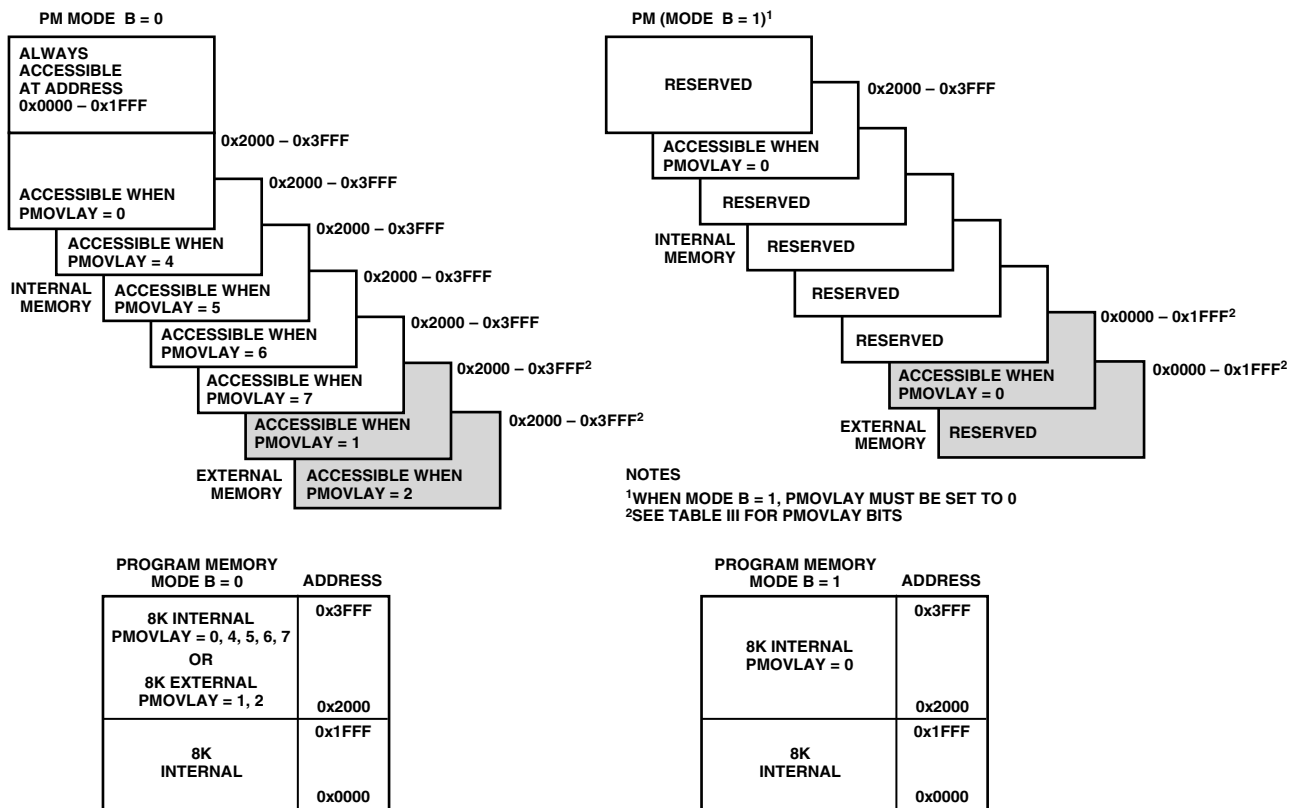 PM MODE B = 0
ALWAYS
ACCESSIBLE
AT ADDRESS
0x0000 – 0x1FFF
0x2000 – 0x3FFF
ACCESSIBLE WHEN
PMOVLAY = 0
0x2000 – 0x3FFF
ACCESSIBLE WHEN
PMOVLAY = 4
0x2000 – 0x3FFF
INTERNAL
MEMORY
ACCESSIBLE WHEN
PMOVLAY = 5
0x2000 – 0x3FFF
ACCESSIBLE WHEN
PMOVLAY = 6
0x2000 – 0x3FFF
ACCESSIBLE WHEN
PMOVLAY = 7
0x2000 – 0x3FFF²
ACCESSIBLE WHEN
PMOVLAY = 1
0x2000 – 0x3FFF²
EXTERNAL
MEMORY
ACCESSIBLE WHEN
PMOVLAY = 2
PM (MODE B = 1)¹
RESERVED
0x2000 – 0x3FFF
ACCESSIBLE WHEN
PMOVLAY = 0
RESERVED
INTERNAL
MEMORY
RESERVED
RESERVED
RESERVED
0x0000 – 0x1FFF²
ACCESSIBLE WHEN
PMOVLAY = 0
0x0000 – 0x1FFF²
EXTERNAL
MEMORY
RESERVED
NOTES
¹WHEN MODE B = 1, PMOVLAY MUST BE SET TO 0
²SEE TABLE III FOR PMOVLAY BITS
PROGRAM MEMORY
MODE B = 0
ADDRESS
8K INTERNAL
PMOVLAY = 0, 4, 5, 6, 7
OR
8K EXTERNAL
PMOVLAY = 1, 2
0x3FFF
0x2000
8K
INTERNAL
0x1FFF
0x0000
PROGRAM MEMORY
MODE B = 1
ADDRESS
8K INTERNAL
PMOVLAY = 0
0x3FFF
0x2000
8K
INTERNAL
0x1FFF
0x0000